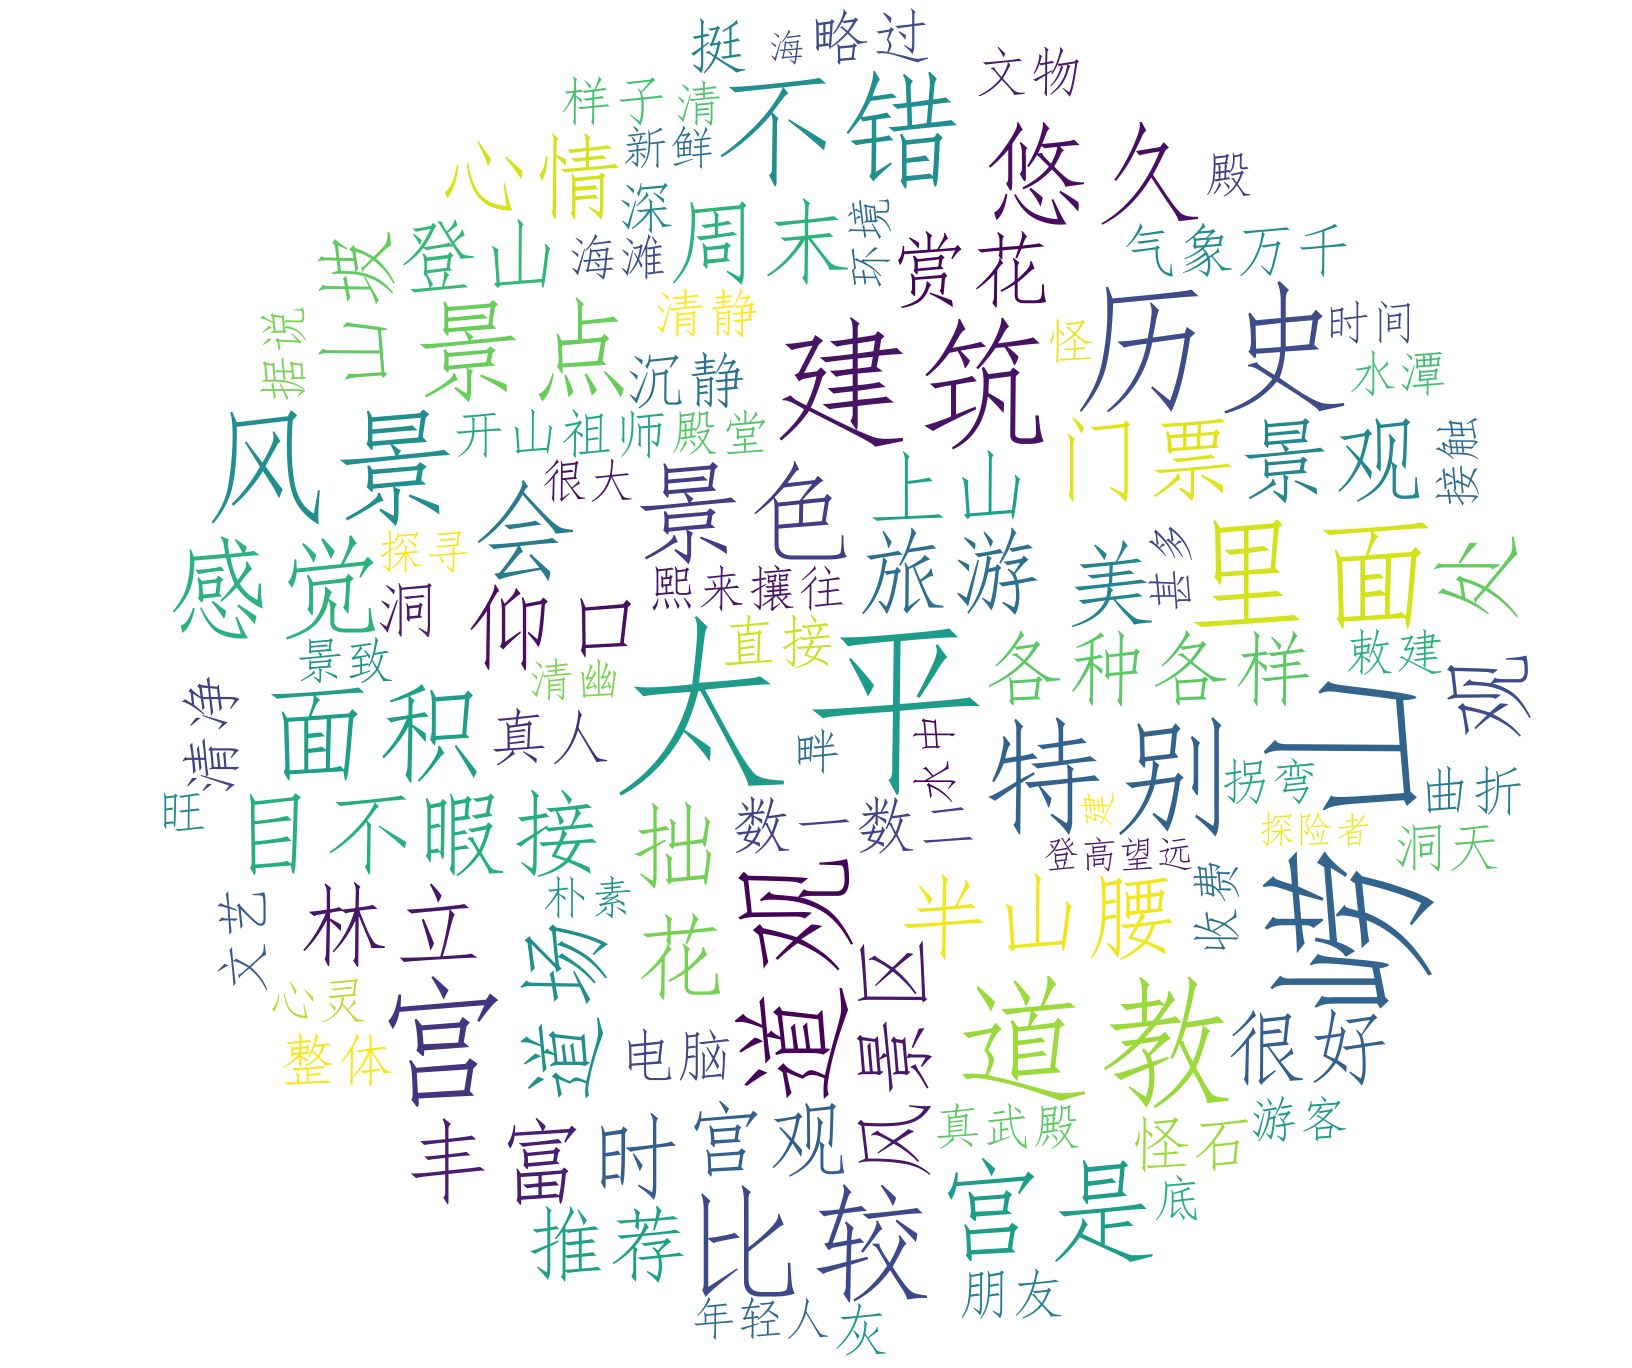 挺
海
略过
文物
样子
清
不错
新鲜
心情
悠久
殿
深
周末
环境
赏花
气象万千
山坡
登山
海滩
据说
景点
清静
沉静
建筑
怪
历史
时间
水潭
风景
开山祖师
殿堂
门票
景观
接触
很大
景色
上山
感觉
探寻
会
洞
仰口
熙来攘往
旅游
美
甚多
里面
处
景致
清幽
直接
太平
各种各样
敕建
观
清净
面积
真人
畔
水中
特别
崂山
拐弯
曲折
旺
目不暇接
拙
数一数二
建
登高望远
探险者
洞天
文艺
林立
朴素
花
道观
半山腰
收费
心灵
整体
宫
道场
电脑
风景区
道教
很好
丰富
时
宫观
真武殿
怪石
游客
推荐
比较
宫是
底
年轻人
灰
朋友